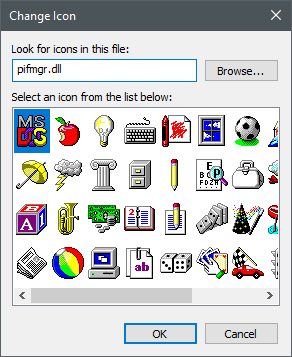 Change Icon
Look for icons in this file:
pifmgr.dll
Browse...
Select an icon from the list below:
MS
DOS
A
2
ab
OK
Cancel